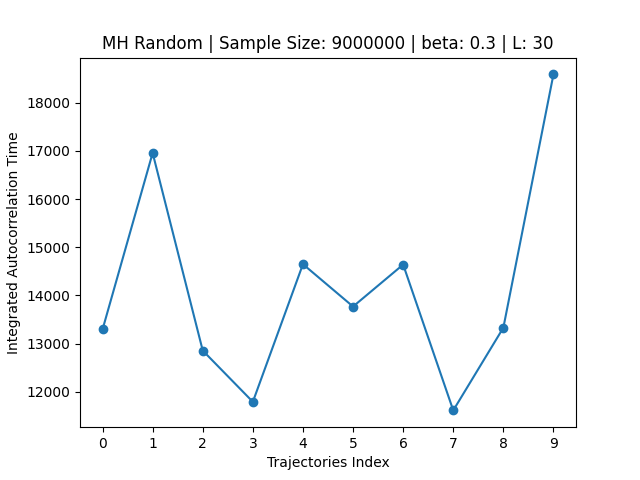 MH Random | Sample Size: 9000000 | beta: 0.3 | L: 30
Integrated Autocorrelation Time
18000
17000
16000
15000
14000
13000
12000
0 1 2 3 4 5 6 7 8 9
Trajectories Index